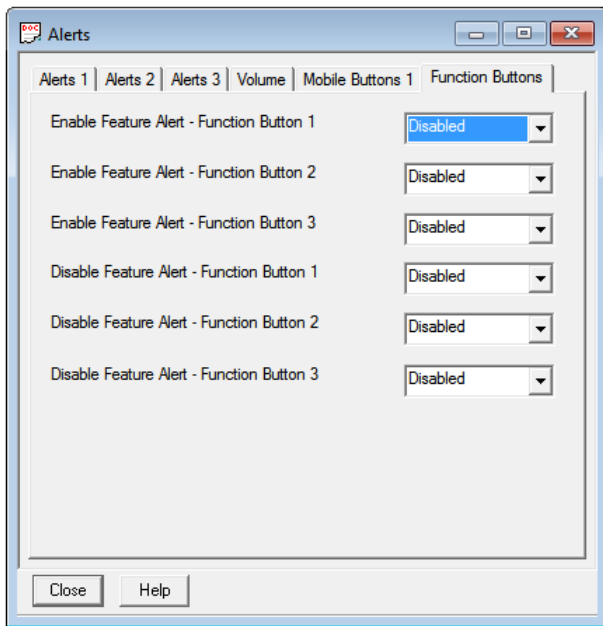 DOC
Alerts
Alerts 1 Alerts 2 Alerts 3 Volume Mobile Buttons 1 Function Buttons
Enable Feature Alert - Function Button 1 Disabled
Enable Feature Alert - Function Button 2 Disabled
Enable Feature Alert - Function Button 3 Disabled
Disable Feature Alert - Function Button 1 Disabled
Disable Feature Alert - Function Button 2 Disabled
Disable Feature Alert - Function Button 3 Disabled
Close Help